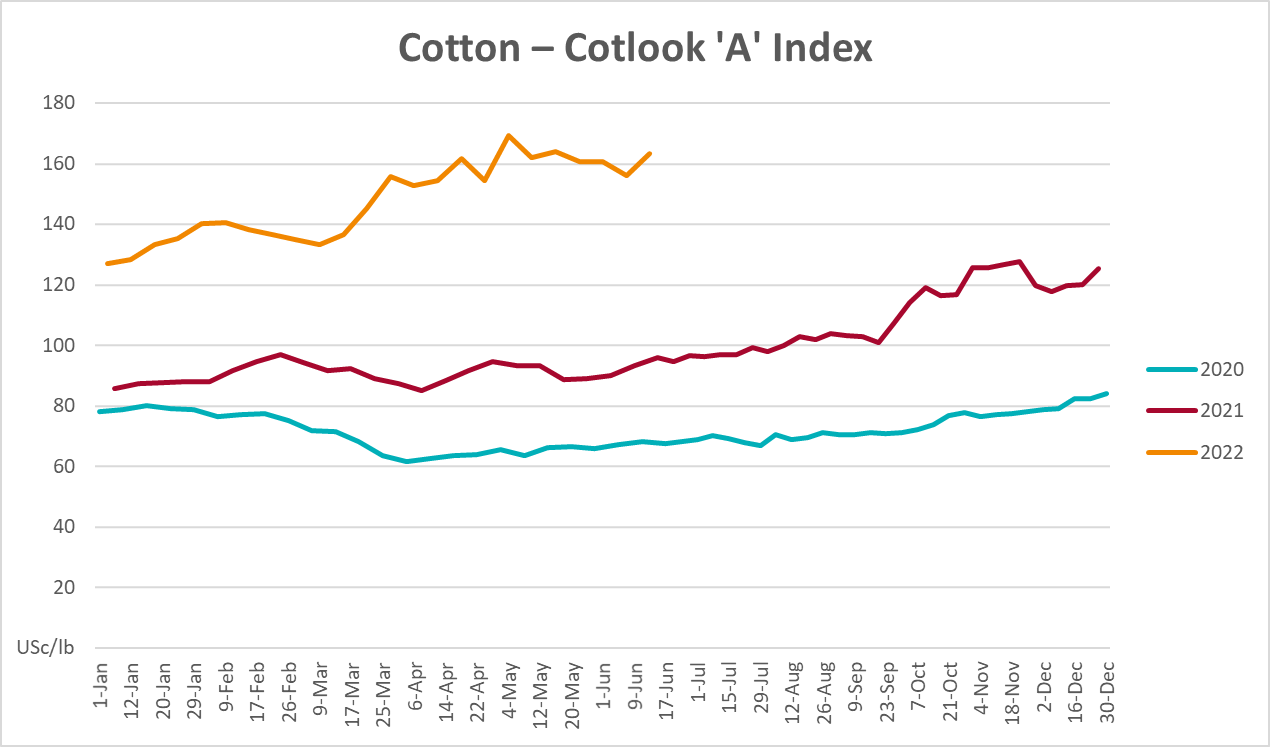 Cotton – Cotlook 'A' Index
180
160
140
120
100
80
60
40
20
USc/lb
1-Jan
12-Jan
20-Jan
29-Jan
9-Feb
17-Feb
26-Feb
9-Mar
17-Mar
25-Mar
6-Apr
14-Apr
22-Apr
4-May
12-May
20-May
1-Jun
9-Jun
17-Jun
1-Jul
15-Jul
29-Jul
12-Aug
26-Aug
9-Sep
23-Sep
7-Oct
21-Oct
4-Nov
18-Nov
2-Dec
16-Dec
30-Dec
2020
2021
2022